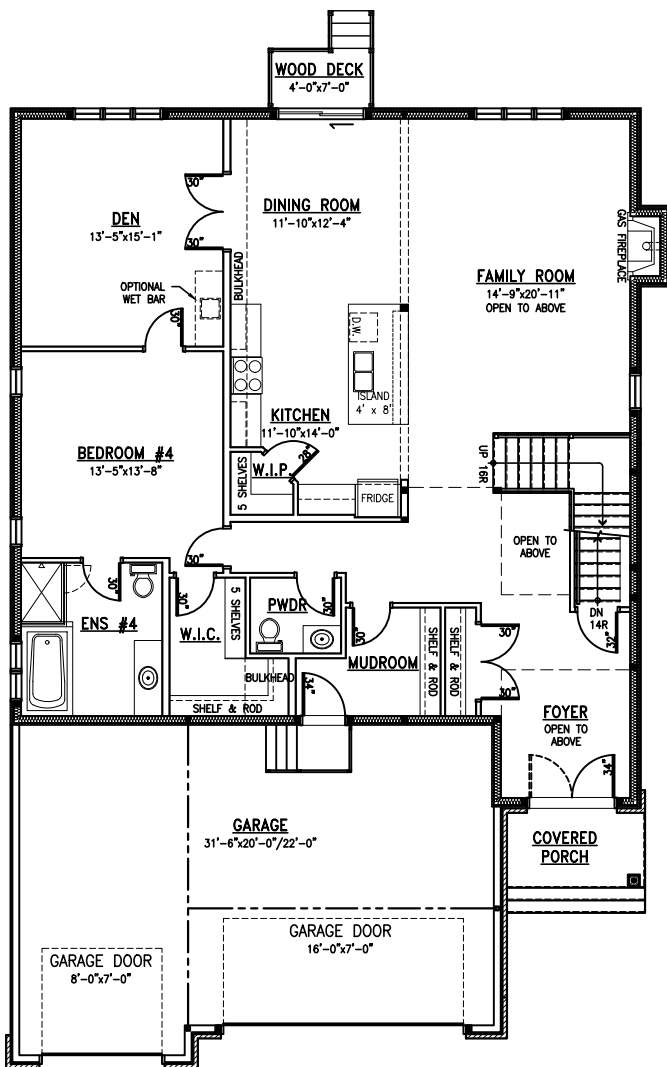 WOOD DECK
4'-0"x7'-0"
30"
DINING ROOM
11'-10"x12'-4"
DEN
13'-5"x15'-1"
30"
GAS FIREPLACE
FAMILY ROOM
14'-9"x20'-11"
OPEN TO ABOVE
BULKHEAD
OPTIONAL
WET BAR
30"
D.W.
ISLAND
4' x 8'
KITCHEN
11'-10"x14'-0"
BEDROOM #4
13'-5"x13'-8"
28"
W.I.P.
5 SHELVES
FRIDGE
UP
16R
OPEN TO
ABOVE
30"
30"
ENS #4
30"
W.I.C.
5 SHELVES
PWDR
30"
DN
14R
32"
30"
MUDROOM
SHELF & ROD
SHELF & ROD
30"
30"
BULKHEAD
34"
SHELF & ROD
FOYER
OPEN TO
ABOVE
34"
GARAGE
31'-6"x20'-0"/22'-0"
COVERED
PORCH
GARAGE DOOR
16'-0"x7'-0"
GARAGE DOOR
8'-0"x7'-0"